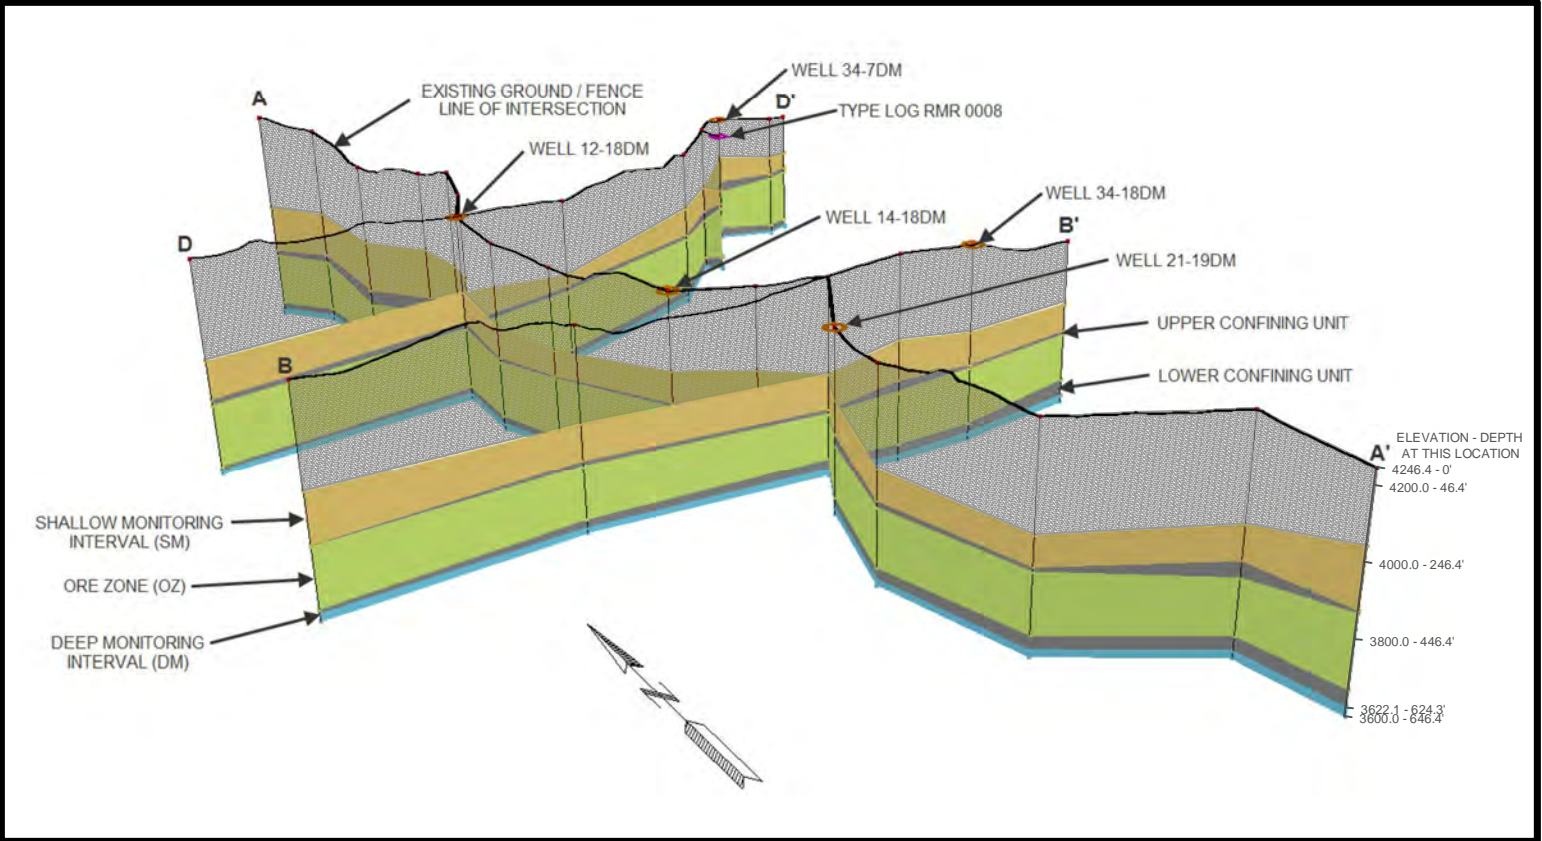 WELL 34-7DM
A
EXISTING GROUND / FENCE
LINE OF INTERSECTION
D'
TYPE LOG RMR 0008
WELL 12-18DM
WELL 34-18DM
WELL 14-18DM
B'
D
WELL 21-19DM
UPPER CONFINING UNIT
B
LOWER CONFINING UNIT
ELEVATION - DEPTH
AT THIS LOCATION
A'
4246.4 - 0'
4200.0 - 46.4'
SHALLOW MONITORING
INTERVAL (SM)
4000.0 - 246.4'
ORE ZONE (OZ)
DEEP MONITORING
INTERVAL (DM)
3800.0 - 446.4'
N
3622.1 - 624.3'
3600.0 - 646.4'